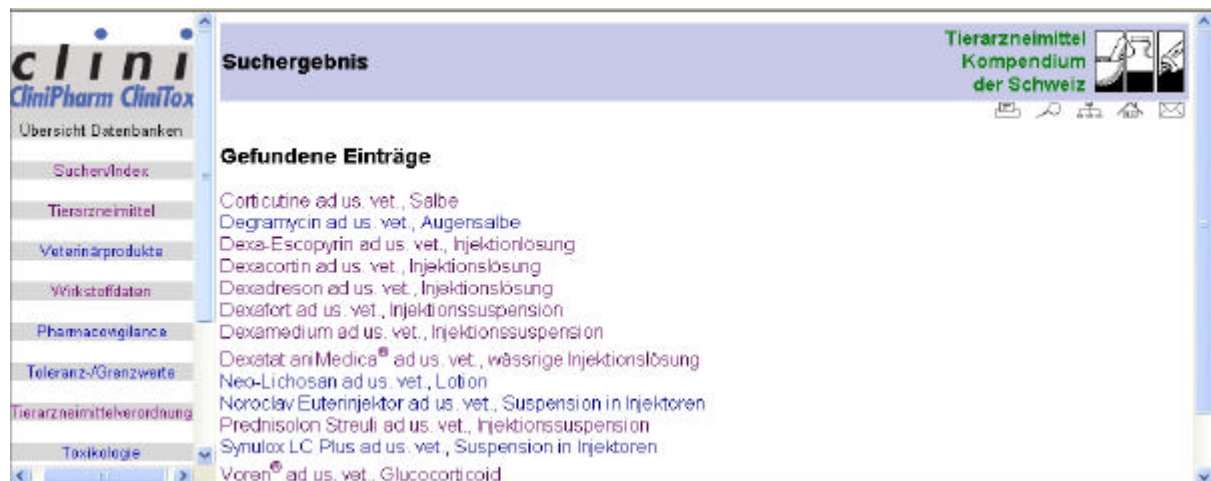 clini
CliniPharm CliniTox
Übersicht Datenbanken
Suchen/Index
Tierarzneimittel
Veterinärprodukte
Wirkstoffdaten
Pharmacovigilance
Toleranz-/Grenzwerte
Tierarzneimittelverordnung
Toxikologie
Suchergebnis
Tierarzneimittel
Kompendium
der Schweiz
Gefundene Einträge
Corticutine ad us. vet., Salbe
Degramycin ad us. vet., Augensalbe
Dexa-Escopyrin ad us. vet., Injektionlösung
Dexacortin ad us. vet., Injektionslösung
Dexadreson ad us. vet., Injektionslösung
Dexafort ad us. vet., Injektionssuspension
Dexamedium ad us. vet., Injektionssuspension
Dexatat aniMedica® ad us. vet., wässrige Injektionslösung
Neo-Lichosan ad us. vet., Lotion
Noroclav Euterinjektor ad us. vet., Suspension in Injektoren
Prednisolon Streuli ad us. vet., Injektionssuspension
Synulox LC Plus ad us. vet., Suspension in Injektoren
Voren® ad us. vet., Glucocorticoid